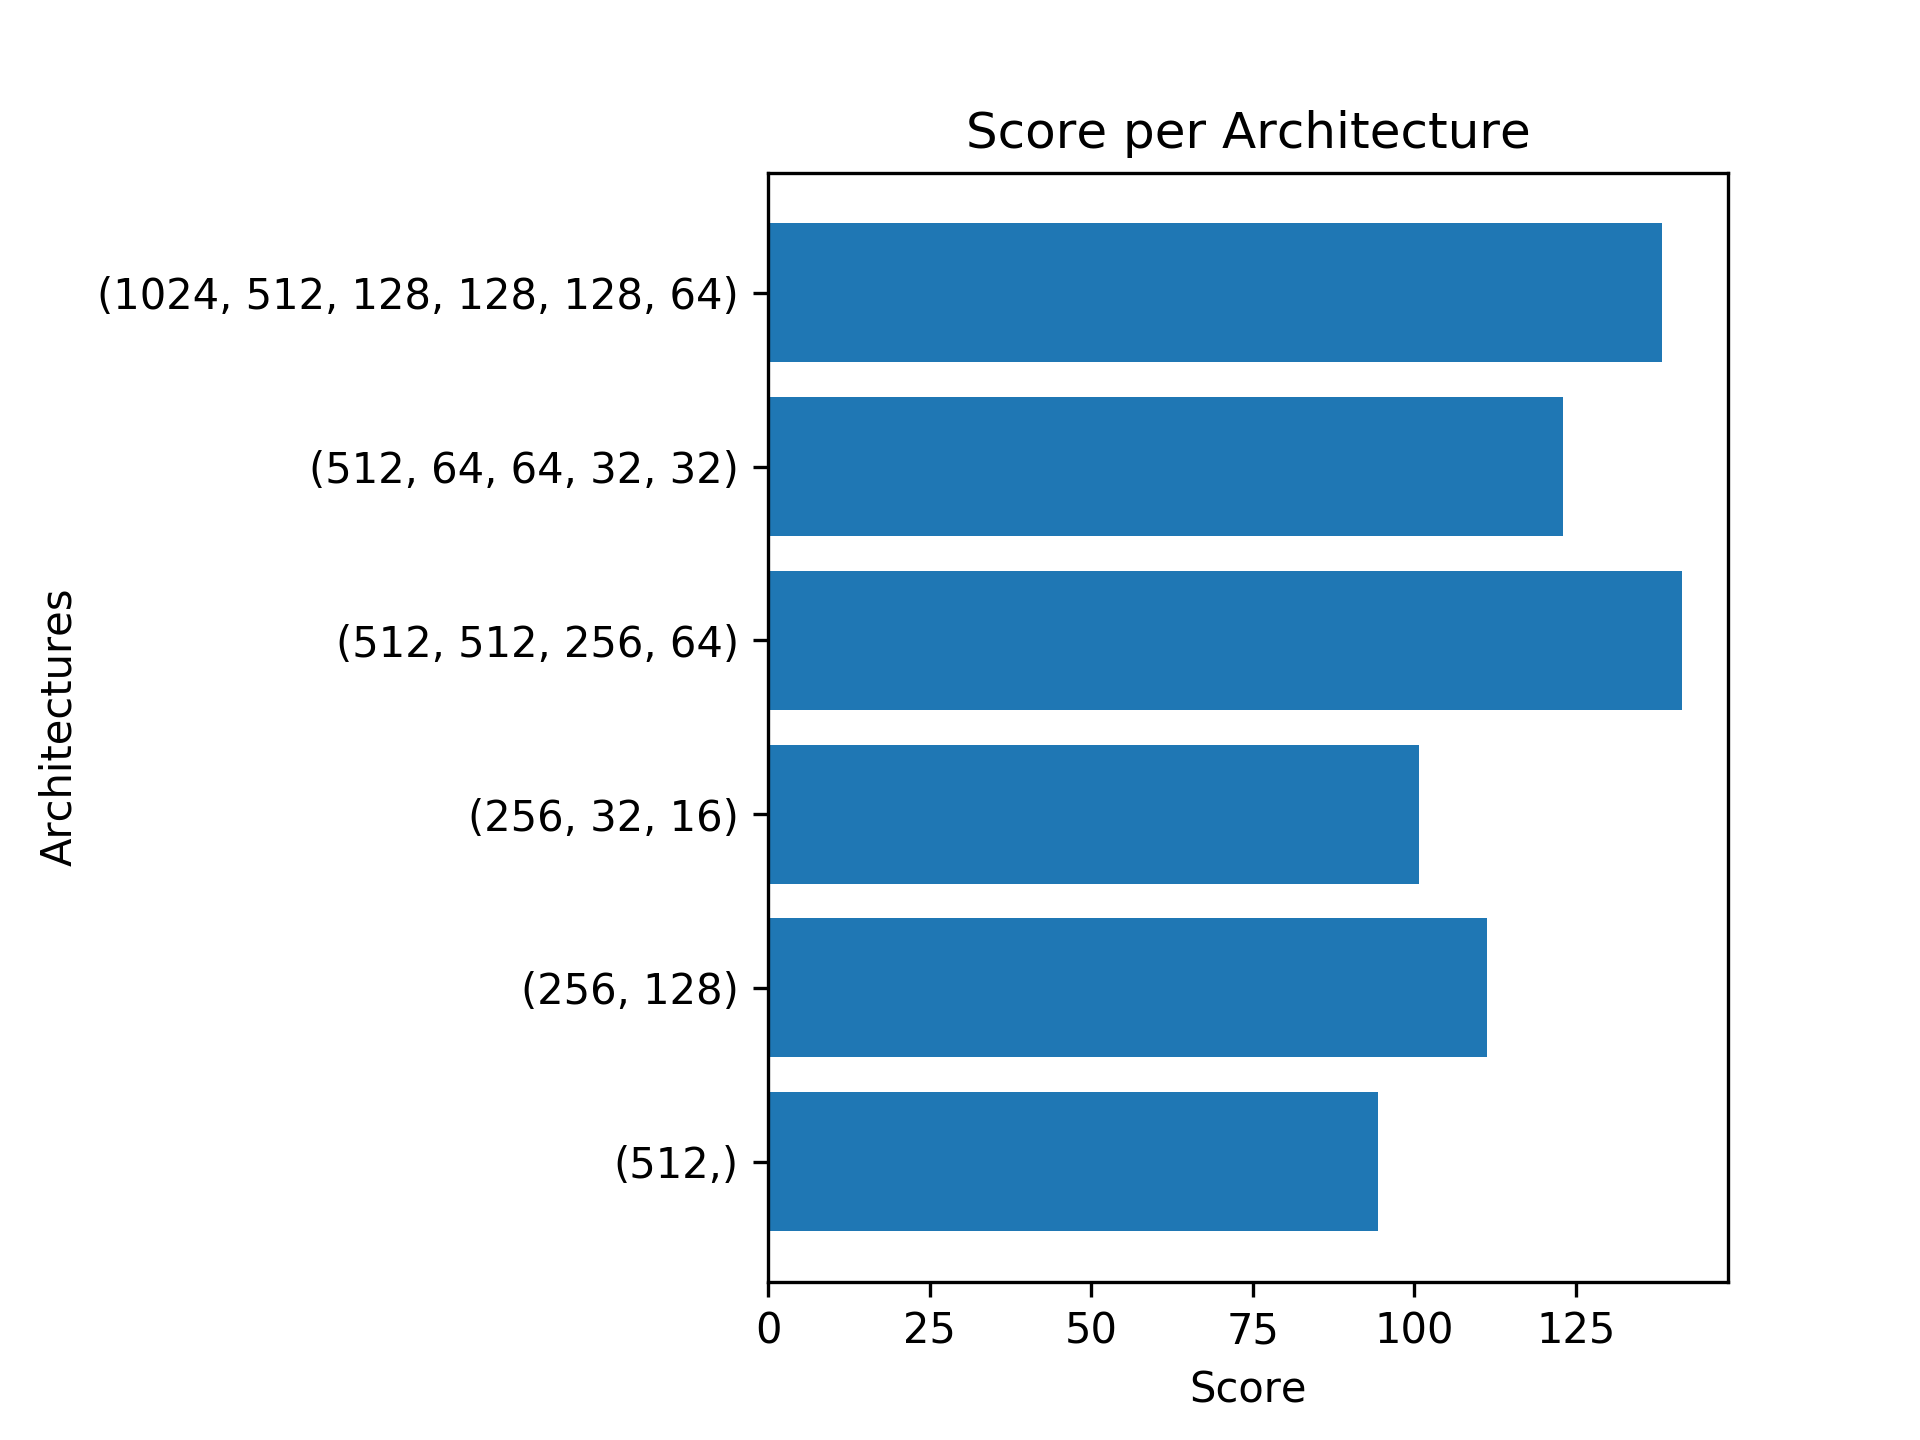 Score per Architecture
(1024, 512, 128, 128, 128, 64)
(512, 64, 64, 32, 32)
(512, 512, 256, 64)
(256, 32, 16)
(256, 128)
(512,)
Architectures
0 25 50 75 100 125
Score